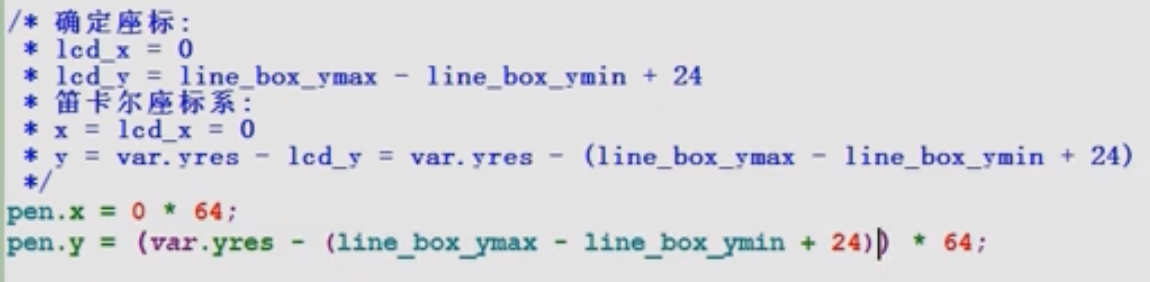 /* 确定座标:
* lcd_x = 0
* lcd_y = line_box_ymax - line_box_ymin + 24
* 笛卡尔座标系:
* x = lcd_x = 0
* y = var.yres - lcd_y = var.yres - (line_box_ymax - line_box_ymin + 24)
*/
pen.x = 0 * 64;
pen.y = (var.yres - (line_box_ymax - line_box_ymin + 24)) * 64;